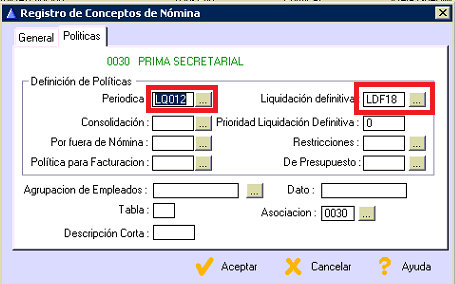 Registro de Conceptos de Nómina
General Politicas
0030 PRIMA SECRETARIAL
Definición de Políticas
Periodica : LQ012 ... Liquidación definitiva : LDF18 ...
Consolidación : ... Prioridad Liquidación Definitiva : 0
Por fuera de Nómina : ... Restricciones : ...
Política para Facturacion : ... De Presupuesto : ...
Agrupacion de Empleados : ... Dato :
Tabla : Asociacion : 0030 ...
Descripción Corta :
Aceptar Cancelar ? Ayuda